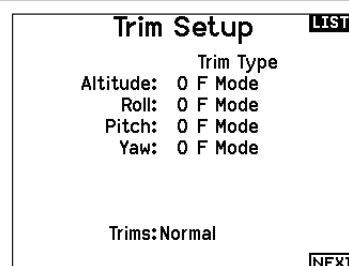 Trim Setup LIST
Trim Type
Altitude: 0 F Mode
Roll: 0 F Mode
Pitch: 0 F Mode
Yaw: 0 F Mode
Trims: Normal
NEXT